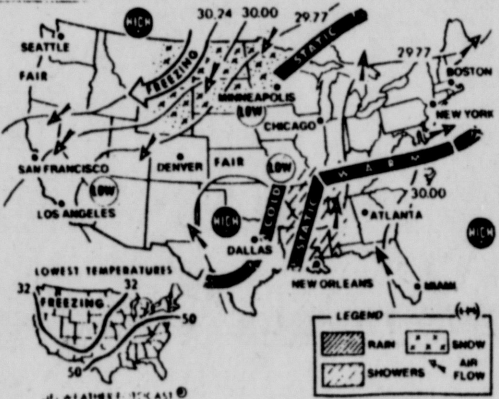 HIGH
30.24
30.00
29.77
STATIC
29.77
SEATTLE
FAIR
FREEZING
MINNEAPOLIS
LOW
BOSTON
NEW YORK
CHICAGO
SAN FRANCISCO
DENVER
FAIR
LOW
WARM
LOW
LOS ANGELES
HIGH
COLD
STATIC
30.00
ATLANTA
HIGH
DALLAS
NEW ORLEANS
MIAMI
LOWEST TEMPERATURES
32
32
FREEZING
50
50
LEGEND
RAIN
SNOW
SHOWERS
AIR
FLOW